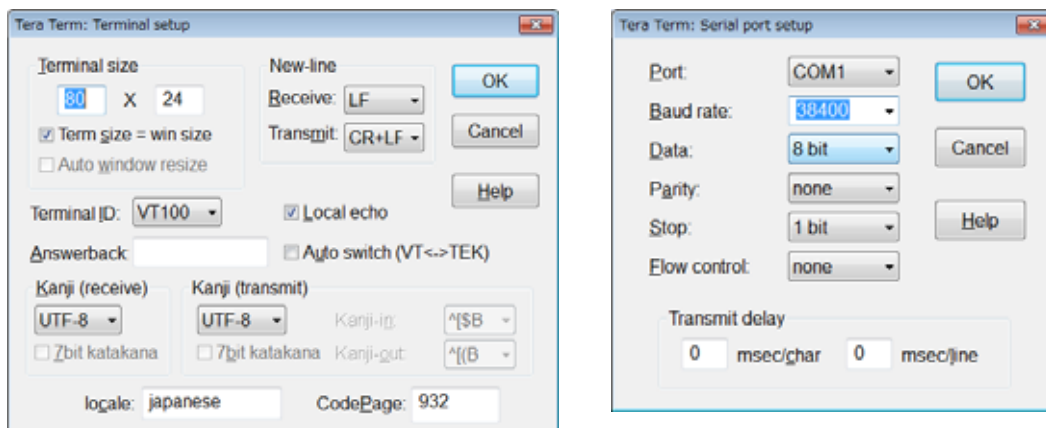 Tera Term: Terminal setup
Terminal size
80 X 24
Term size = win size
Auto window resize
New-line
Receive: LF
Transmit: CR+LF
OK
Cancel
Help
Terminal ID: VT100
Local echo
Answerback:
Auto switch (VT<->TEK)
Kanji (receive)
UTF-8
7bit katakana
Kanji (transmit)
UTF-8
7bit katakana
Kanji-in: ^[$B
Kanji-out: ^[(B
locale: japanese
CodePage: 932
Tera Term: Serial port setup
Port: COM1
Baud rate: 38400
Data: 8 bit
Parity: none
Stop: 1 bit
Flow control: none
OK
Cancel
Help
Transmit delay
0 msec/char 0 msec/line